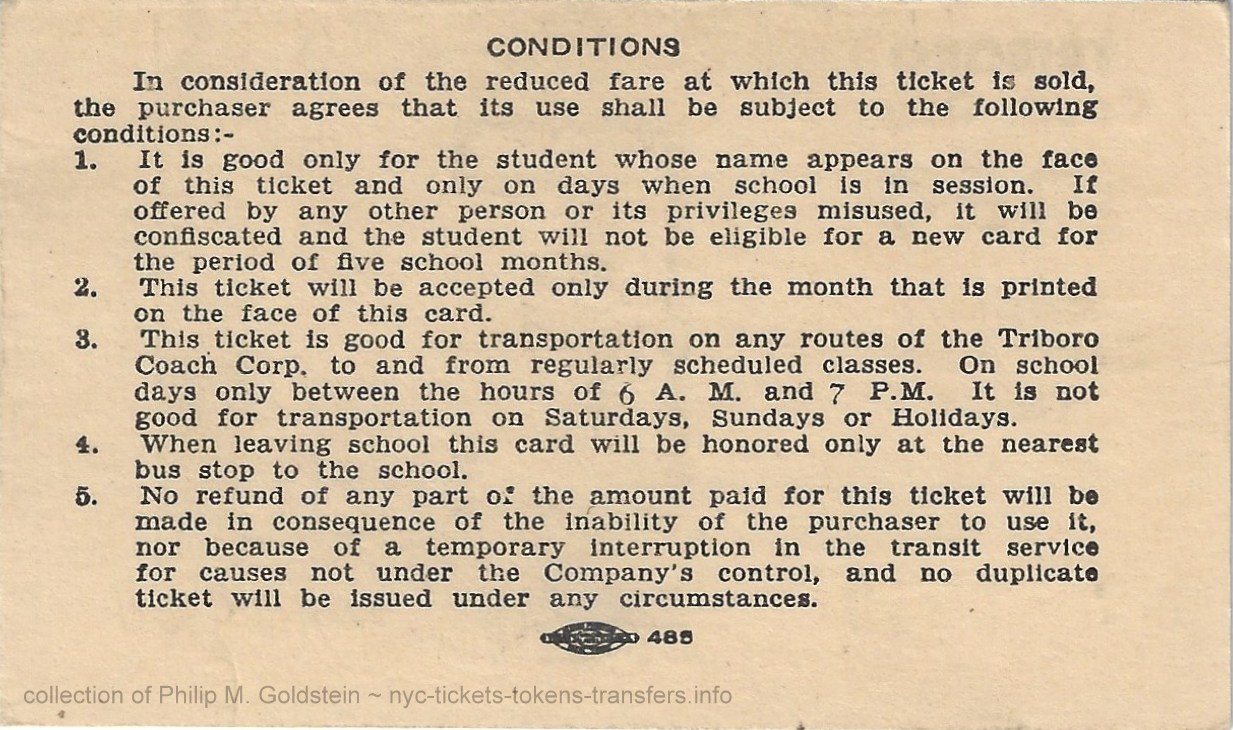 CONDITIONS
In consideration of the reduced fare at which this ticket is sold,
the purchaser agrees that its use shall be subject to the following
conditions:-
1. It is good only for the student whose name appears on the face
of this ticket and only on days when school is in session. If
offered by any other person or its privileges misused, it will be
confiscated and the student will not be eligible for a new card for
the period of five school months.
2. This ticket will be accepted only during the month that is printed
on the face of this card.
3. This ticket is good for transportation on any routes of the Triboro
Coach Corp. to and from regularly scheduled classes. On school
days only between the hours of 6 A. M. and 7 P.M. It is not
good for transportation on Saturdays, Sundays or Holidays.
4. When leaving school this card will be honored only at the nearest
bus stop to the school.
5. No refund of any part of the amount paid for this ticket will be
made in consequence of the inability of the purchaser to use it,
nor because of a temporary interruption in the transit service
for causes not under the Company's control, and no duplicate
ticket will be issued under any circumstances.
485
collection of Philip M. Goldstein ~ nyc-tickets-tokens-transfers.info